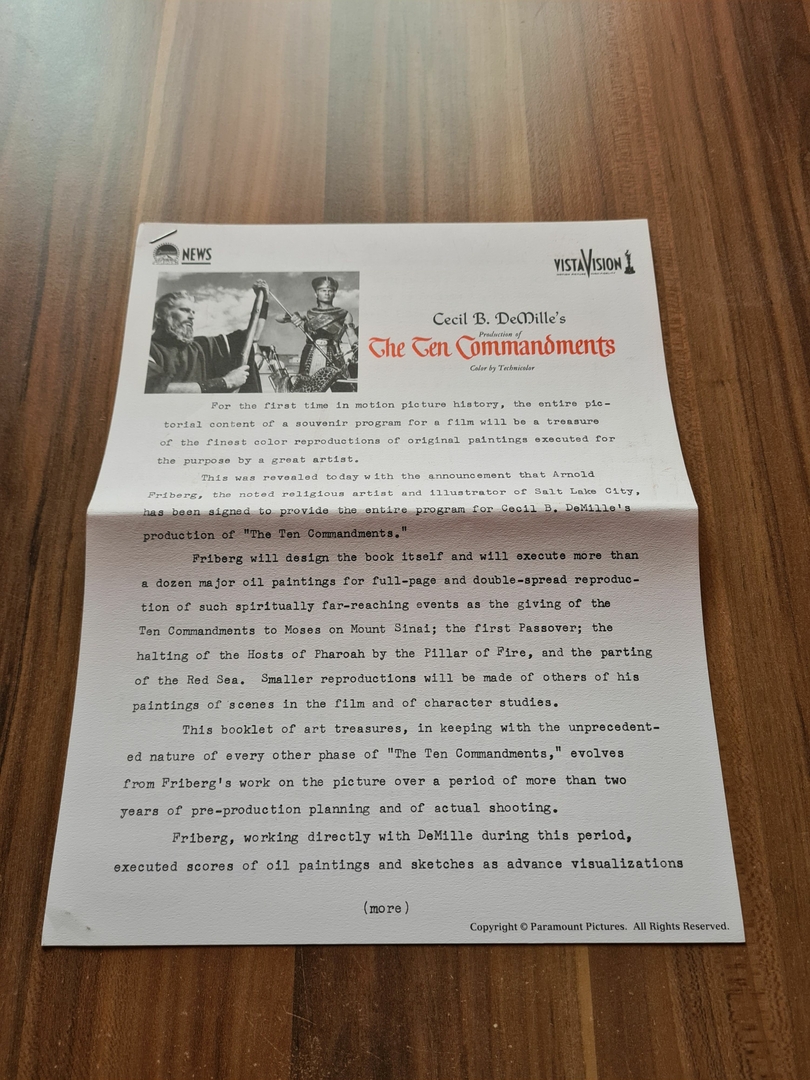 NEWS
VISTAVISION
Cecil B. DeMille's
Production of
The Ten Commandments
Color by Technicolor
For the first time in motion picture history, the entire pic-
torial content of a souvenir program for a film will be a treasure
of the finest color reproductions of original paintings executed for
the purpose by a great artist.
This was revealed today with the announcement that Arnold
Friberg, the noted religious artist and illustrator of Salt Lake City,
has been signed to provide the entire program for Cecil B. DeMille's
production of "The Ten Commandments."
Friberg will design the book itself and will execute more than
a dozen major oil paintings for full-page and double-spread reproduc-
tion of such spiritually far-reaching events as the giving of the
Ten Commandments to Moses on Mount Sinai; the first Passover; the
halting of the Hosts of Pharoah by the Pillar of Fire, and the parting
of the Red Sea. Smaller reproductions will be made of others of his
paintings of scenes in the film and of character studies.
This booklet of art treasures, in keeping with the unprecedent-
ed nature of every other phase of "The Ten Commandments," evolves
from Friberg's work on the picture over a period of more than two
years of pre-production planning and of actual shooting.
Friberg, working directly with DeMille during this period,
executed scores of oil paintings and sketches as advance visualizations
(more)
Copyright © Paramount Pictures. All Rights Reserved.